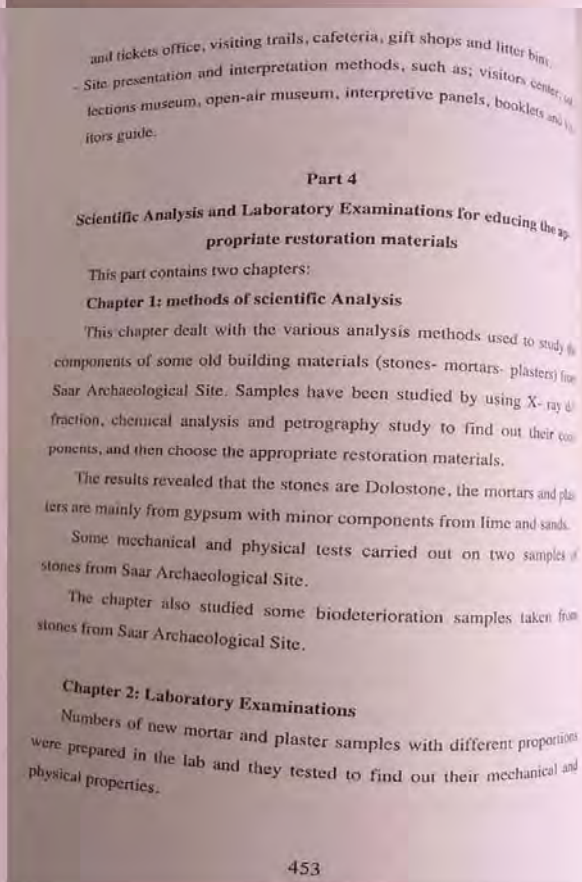 and tickets office, visiting trails, cafeteria, gift shops and litter bins.
- Site presentation and interpretation methods, such as; visitors center,
lections museum, open-air museum, interpretive panels, booklets and
itors guide.
Part 4
Scientific Analysis and Laboratory Examinations for educing the ap-
propriate restoration materials
This part contains two chapters:
Chapter 1: methods of scientific Analysis
This chapter dealt with the various analysis methods used to study the
components of some old building materials (stones- mortars- plasters) from
Saar Archaeological Site. Samples have been studied by using X- ray dif-
fraction, chemical analysis and petrography study to find out their com-
ponents, and then choose the appropriate restoration materials.
The results revealed that the stones are Dolostone, the mortars and plas-
ters are mainly from gypsum with minor components from lime and sands.
Some mechanical and physical tests carried out on two samples of
stones from Saar Archaeological Site.
The chapter also studied some biodeterioration samples taken from
stones from Saar Archaeological Site.
Chapter 2: Laboratory Examinations
Numbers of new mortar and plaster samples with different proportions
were prepared in the lab and they tested to find out their mechanical and
physical properties.
453